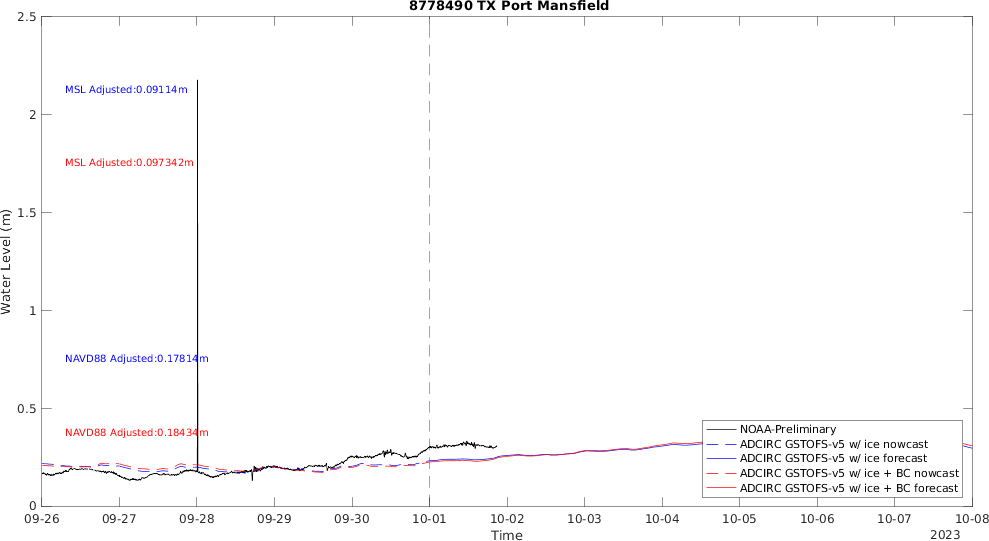 8778490 TX Port Mansfield
2.5
2
1.5
1
0.5
0
Water Level (m)
MSL Adjusted:0.09114m
MSL Adjusted:0.097342m
NAVD88 Adjusted:0.17814m
NAVD88 Adjusted:0.18434m
NOAA-Preliminary
ADCIRC GSTOFS-v5 w/ ice nowcast
ADCIRC GSTOFS-v5 w/ ice forecast
ADCIRC GSTOFS-v5 w/ ice + BC nowcast
ADCIRC GSTOFS-v5 w/ ice + BC forecast
09-26 09-27 09-28 09-29 09-30 10-01 10-02 10-03 10-04 10-05 10-06 10-07 10-08
Time
2023